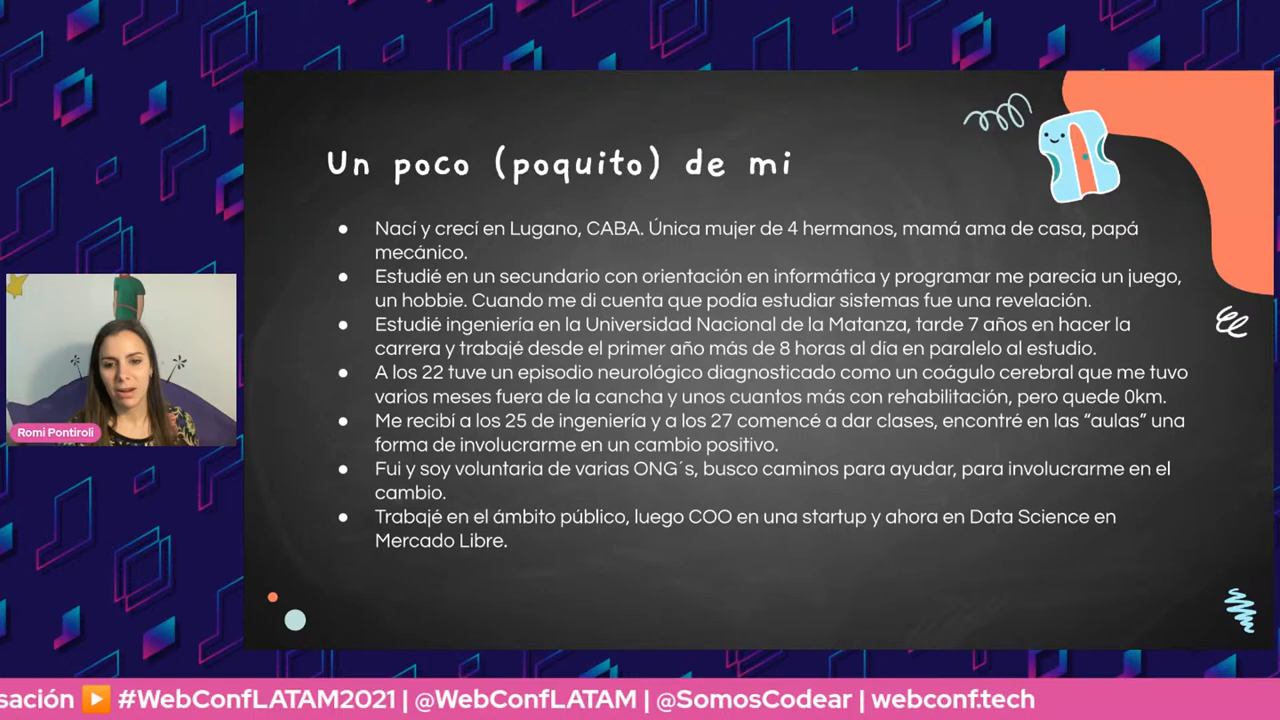 Un poco (poquito) de mi
● Nací y crecí en Lugano, CABA. Única mujer de 4 hermanos, mamá ama de casa, papá
mecánico.
● Estudié en un secundario con orientación en informática y programar me parecía un juego,
un hobbie. Cuando me di cuenta que podía estudiar sistemas fue una revelación.
● Estudié ingeniería en la Universidad Nacional de la Matanza, tarde 7 años en hacer la
carrera y trabajé desde el primer año más de 8 horas al día en paralelo al estudio.
● A los 22 tuve un episodio neurológico diagnosticado como un coágulo cerebral que me tuvo
varios meses fuera de la cancha y unos cuantos más con rehabilitación, pero quede 0km.
● Me recibí a los 25 de ingeniería y a los 27 comencé a dar clases, encontré en las “aulas” una
forma de involucrarme en un cambio positivo.
● Fui y soy voluntaria de varias ONG´s, busco caminos para ayudar, para involucrarme en el
cambio.
● Trabajé en el ámbito público, luego COO en una startup y ahora en Data Science en
Mercado Libre.
Romi Pontiroli
sación ▶️ #WebConfLATAM2021 | @WebConfLATAM | @SomosCodear | webconf.tech